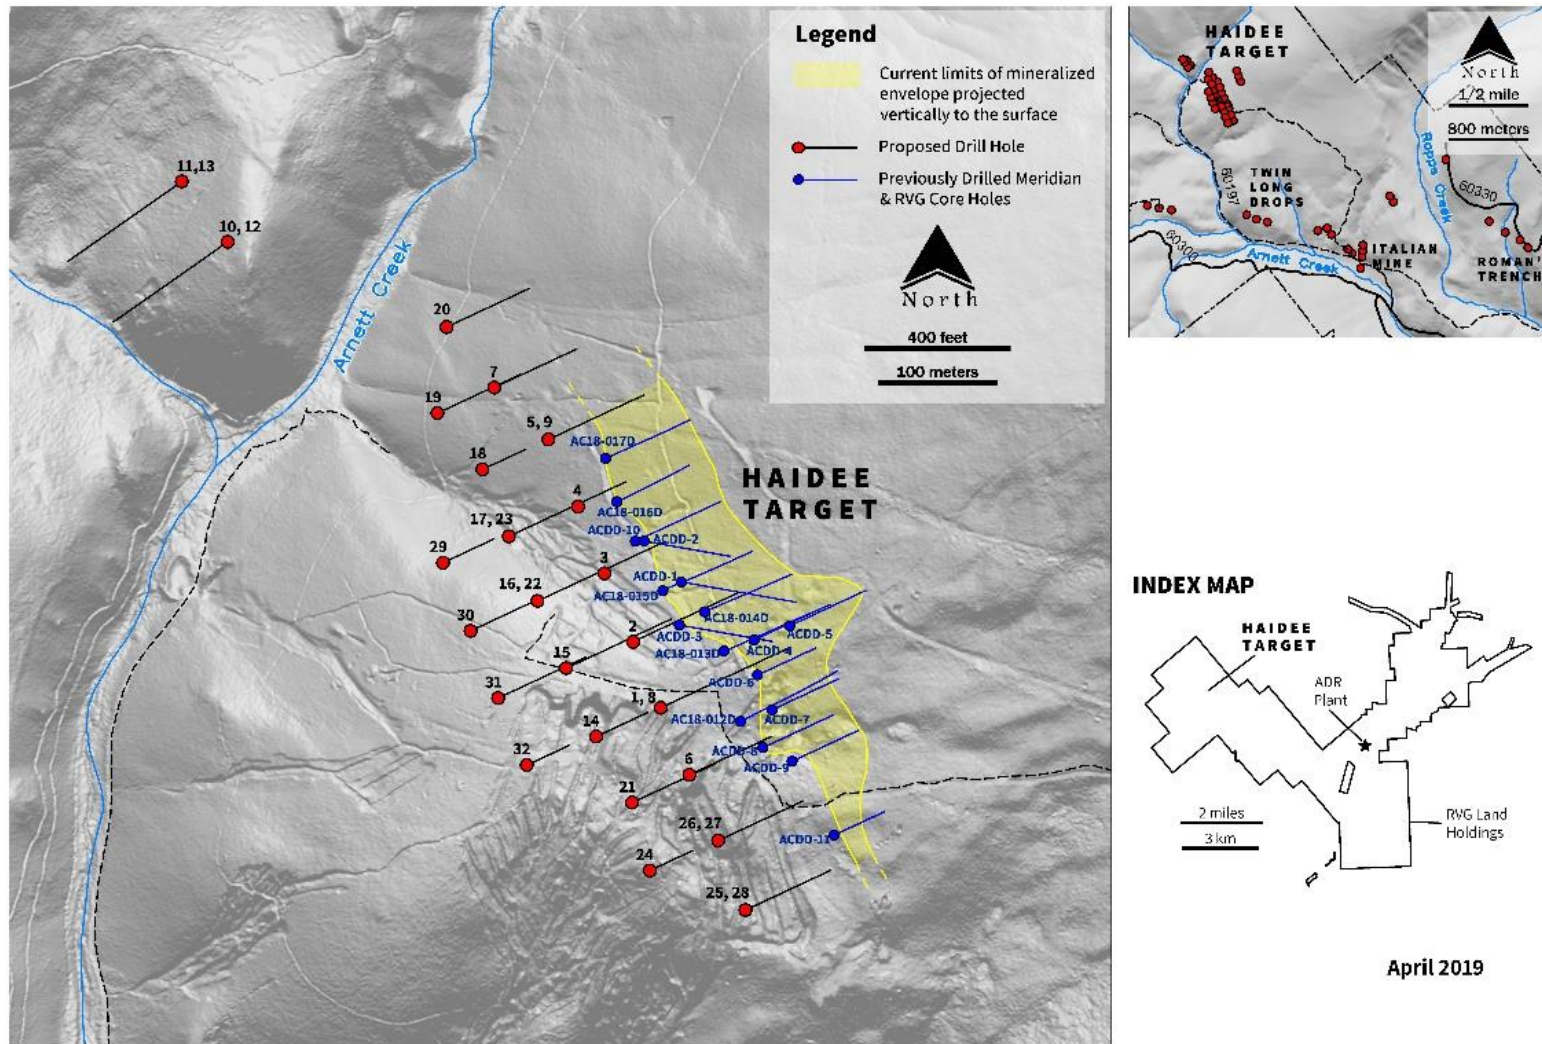 Legend
Current limits of mineralized
envelope projected
vertically to the surface
Proposed Drill Hole
Previously Drilled Meridian
& RVG Core Holes
North
400 feet
100 meters
11,13
10, 12
Arnett Creek
20
7
19
5, 9
AC18-017D
18
HAIDEE
TARGET
4
AC18-016D
17, 23
ACDD-10
ACDD-2
29
3
ACDD-1
16, 22
AC18-015D
AC18-014D
30
2
ACDD-3
ACDD-5
AC18-013D
ACDD-4
15
ACDD-6
31
1, 8
AC18-012D
ACDD-7
14
32
ACDD-8
6
ACDD-9
21
26, 27
ACDD-11
24
25, 28
HAIDEE
TARGET
North
1/2 mile
800 meters
Ropps Creek
60330
60197
TWIN
LONG
DROPS
60300
Arnett Creek
ITALIAN
MINE
ROMAN'
TRENCH
INDEX MAP
HAIDEE
TARGET
ADR
Plant
2 miles
3 km
RVG Land
Holdings
April 2019